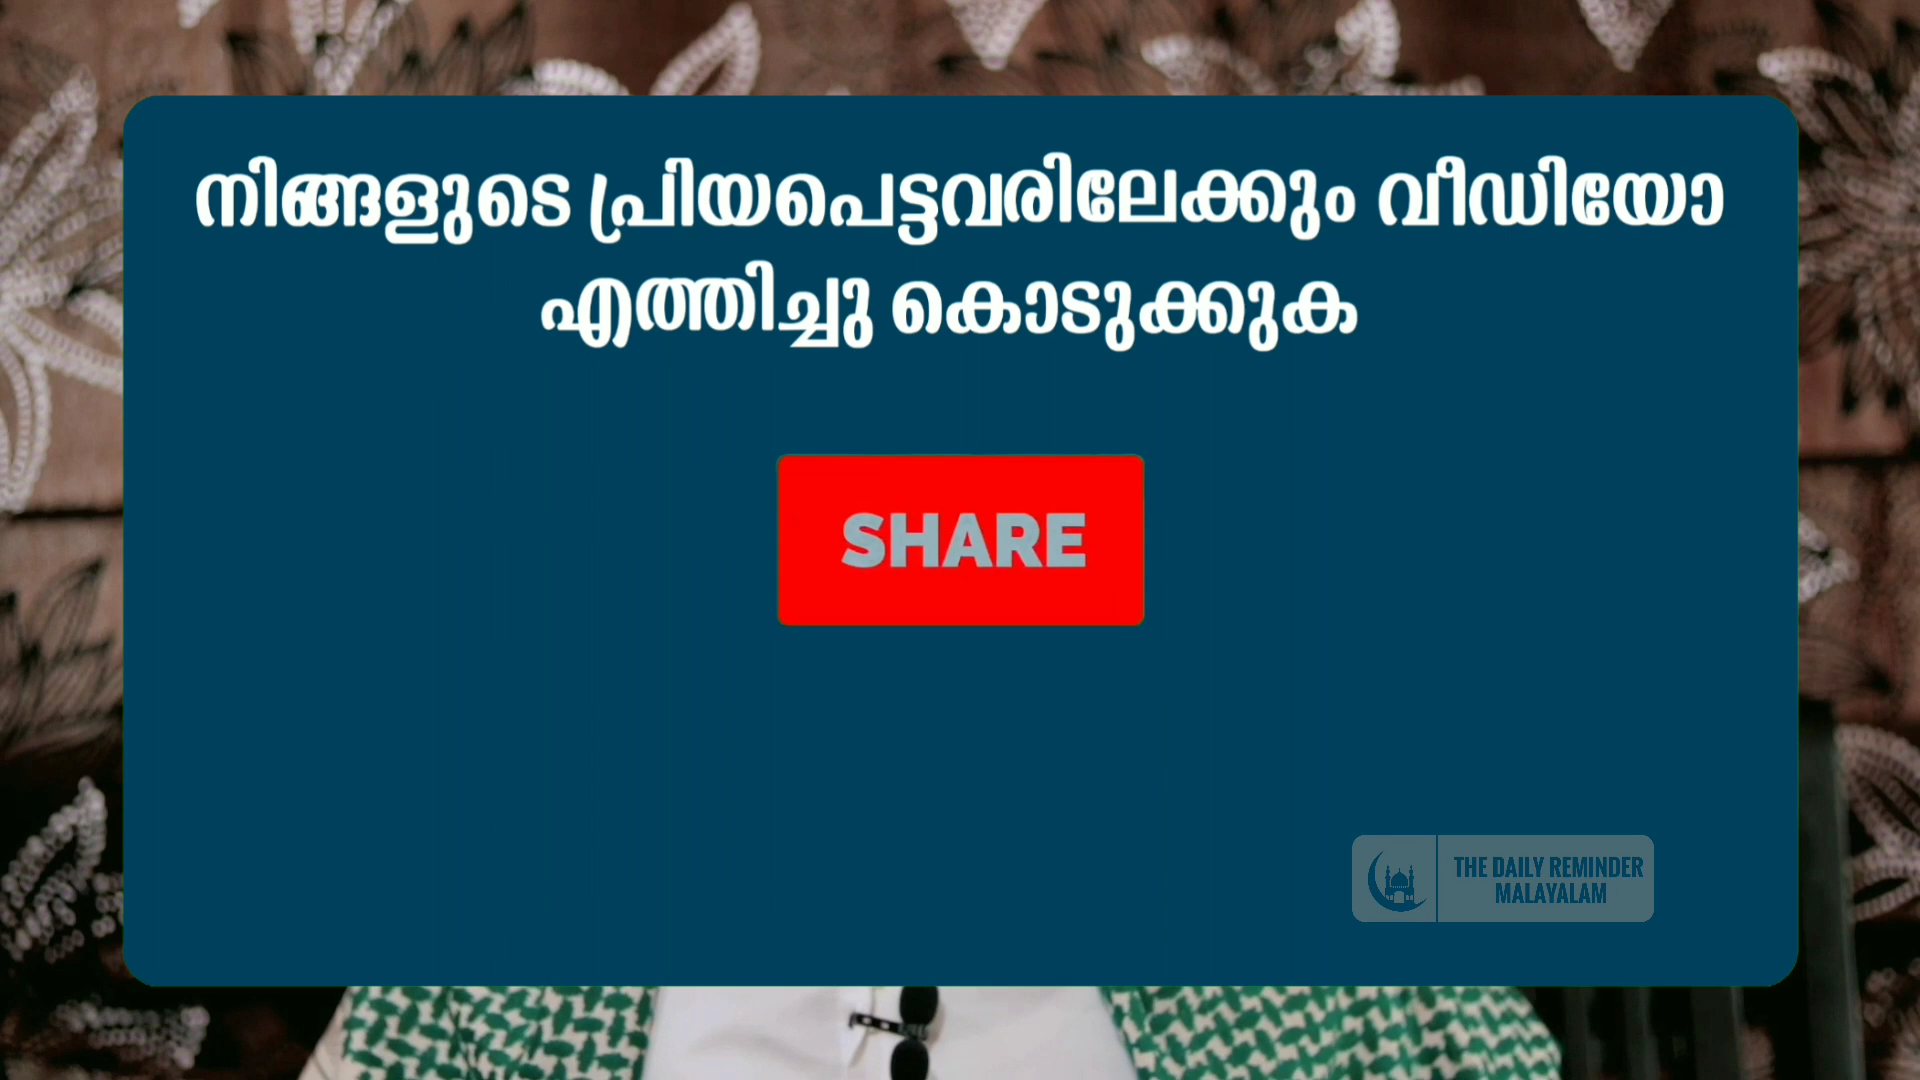 നിങ്ങളുടെ പ്രിയപെട്ടവരിലേക്കും വീഡിയോ
എത്തിച്ചു കൊടുക്കുക
SHARE
THE DAILY REMINDER
MALAYALAM